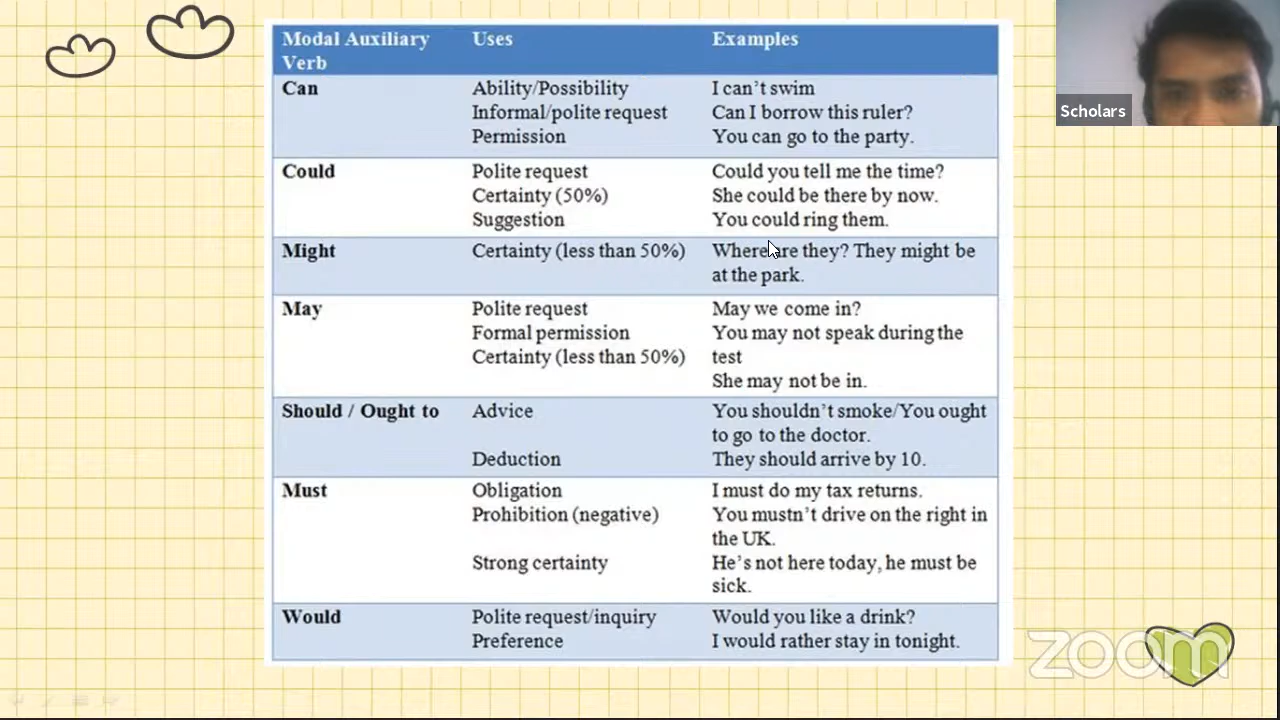 Modal Auxiliary Verb Uses Examples
Can Ability/Possibility I can't swim
Informal/polite request Can I borrow this ruler?
Permission You can go to the party.
Could Polite request Could you tell me the time?
Certainty (50%) She could be there by now.
Suggestion You could ring them.
Might Certainty (less than 50%) Where are they? They might be
at the park.
May Polite request May we come in?
Formal permission You may not speak during the
test
Certainty (less than 50%) She may not be in.
Should / Ought to Advice You shouldn't smoke/You ought
to go to the doctor.
Deduction They should arrive by 10.
Must Obligation I must do my tax returns.
Prohibition (negative) You mustn't drive on the right in
the UK.
Strong certainty He's not here today, he must be
sick.
Would Polite request/inquiry Would you like a drink?
Preference I would rather stay in tonight.
Scholars
zoom